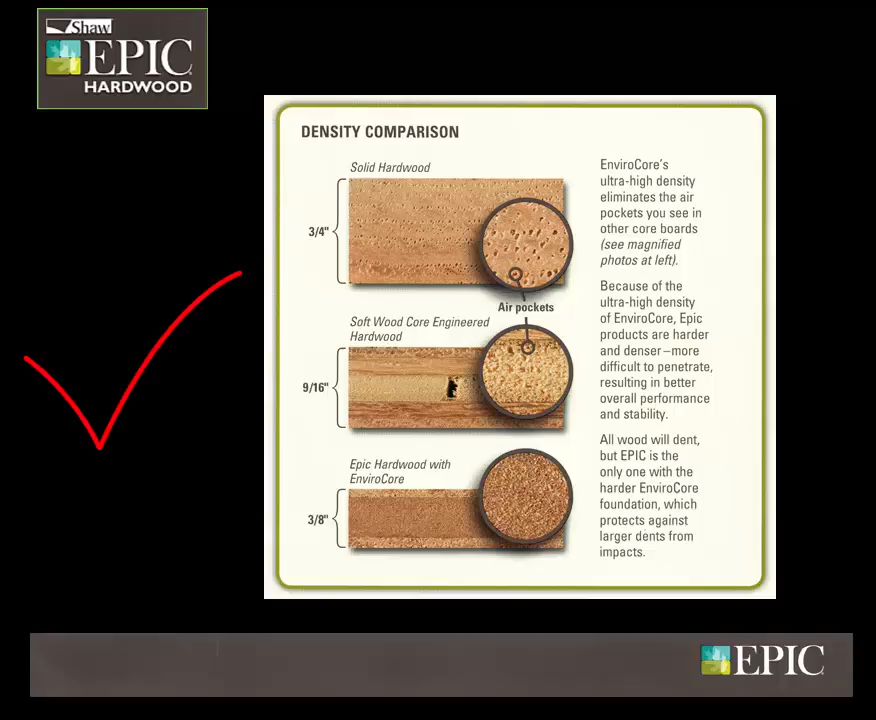 Shaw
EPIC
HARDWOOD
DENSITY COMPARISON
Solid Hardwood
3/4"
Air pockets
Soft Wood Core Engineered
Hardwood
9/16"
Epic Hardwood with
EnviroCore
3/8"
EnviroCore's
ultra-high density
eliminates the air
pockets you see in
other core boards
(see magnified
photos at left).
Because of the
ultra-high density
of EnviroCore, Epic
products are harder
and denser–more
difficult to penetrate,
resulting in better
overall performance
and stability.
All wood will dent,
but EPIC is the
only one with the
harder EnviroCore
foundation, which
protects against
larger dents from
impacts.
EPIC